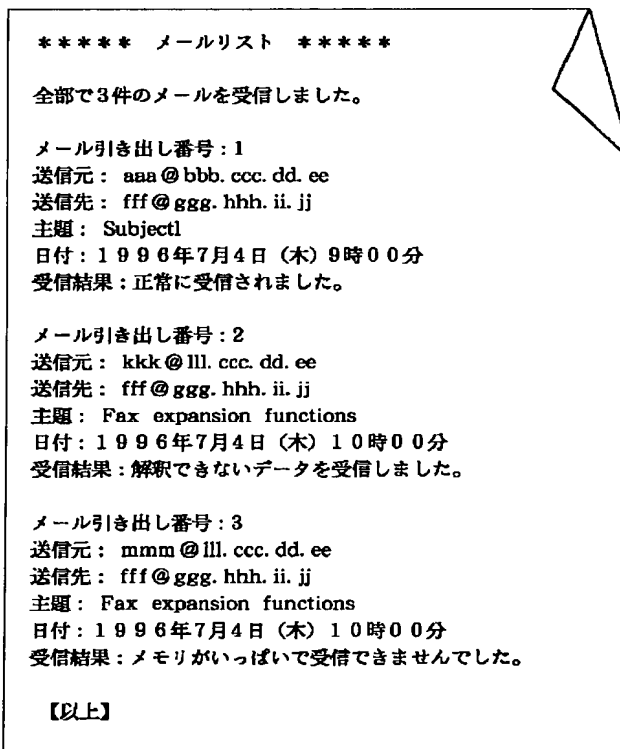 ***** メールリスト *****
全部で3件のメールを受信しました。
メール引き出し番号:1
送信元: aaa@bbb. ccc. dd. ee
送信先: fff@ggg. hhh. ii. jj
主題: Subject1
日付:1996年7月4日(木)9時00分
受信結果:正常に受信されました。
メール引き出し番号:2
送信元: kkk@lll. ccc. dd. ee
送信先: fff@ggg. hhh. ii. jj
主題: Fax expansion functions
日付:1996年7月4日(木)10時00分
受信結果:解釈できないデータを受信しました。
メール引き出し番号:3
送信元: mmm@lll. ccc. dd. ee
送信先: fff@ggg. hhh. ii. jj
主題: Fax expansion functions
日付:1996年7月4日(木)10時00分
受信結果:メモリがいっぱいで受信できませんでした。
【以上】